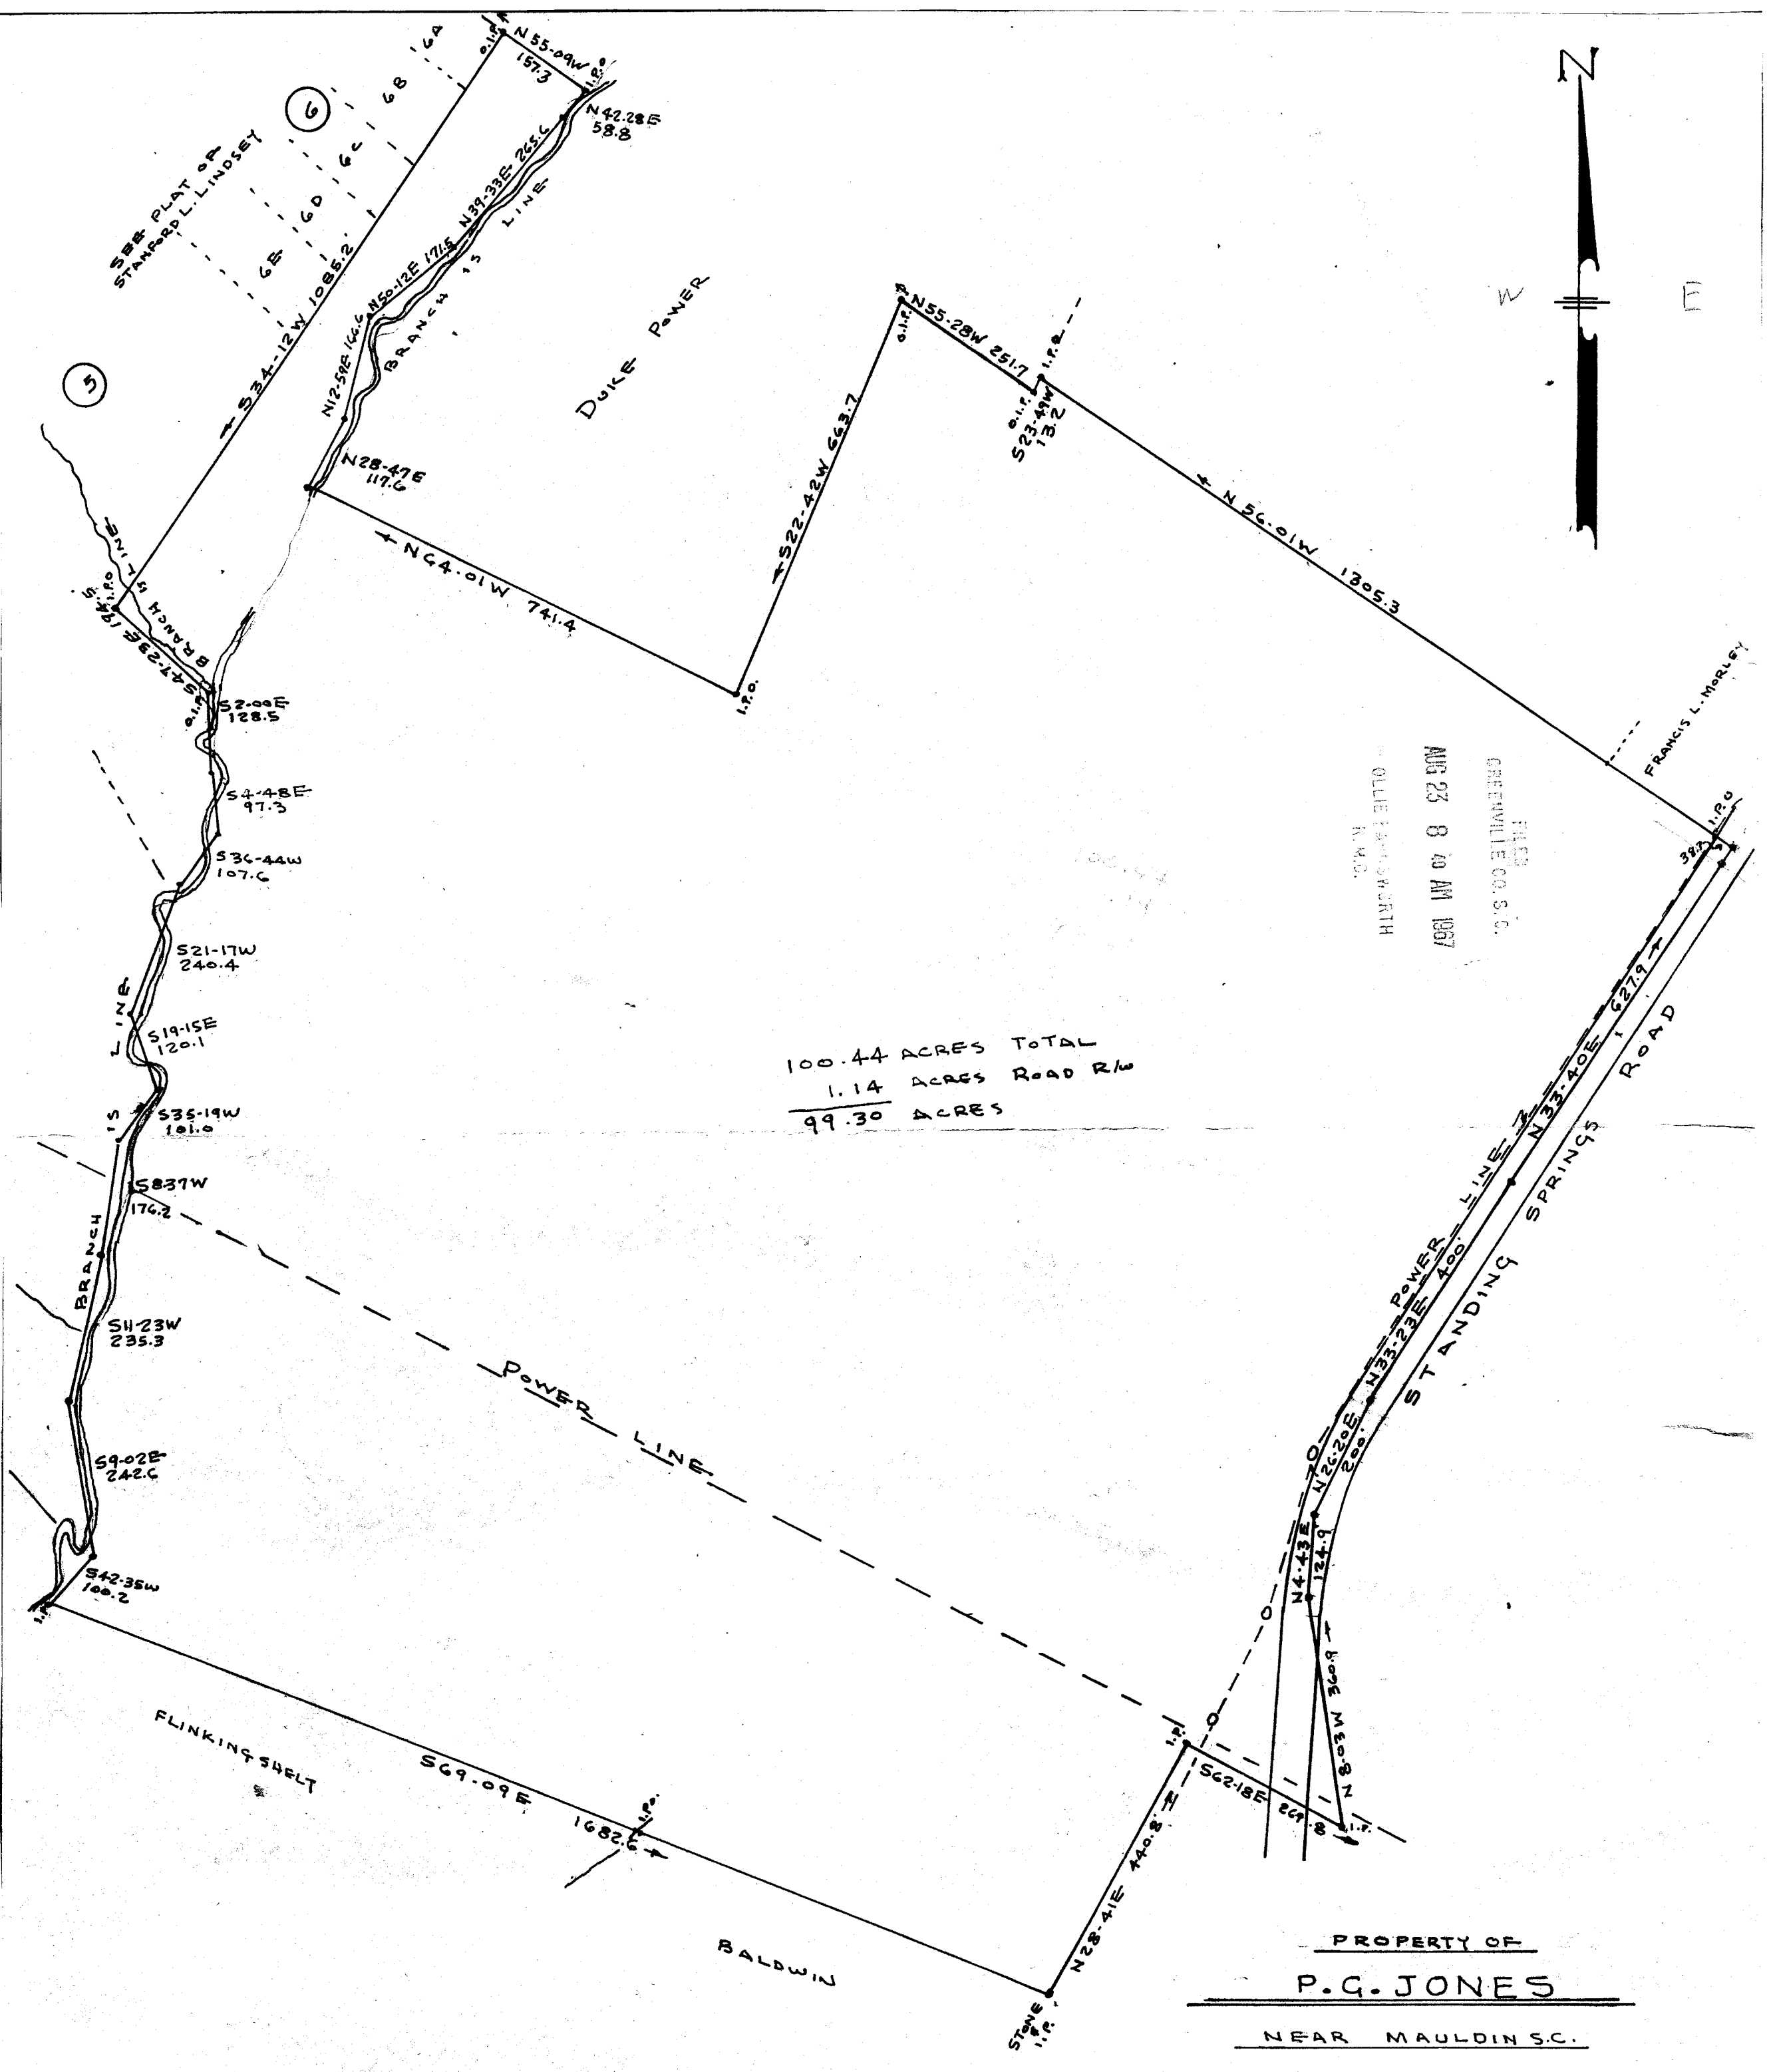 N 55-09W
157.3
O.I.P.
I.P.O
6A
6B
6C
6D
6E
6
SEE PLAT OF
STANFORD L. LINDSEY
N 42.28E
58.8
N39-33E 265.6
N50-12E 171.5
N12-59E 166.6
BRANCH IS LINE
S34-12W 1085.2'
5
DUKE POWER
N28-47E
117.6
N64.01W 741.4
I.P.O.
S22-42W 663.7
O.I.P.
N55-28W 251.7
O.I.P.
I.P.O.
S23-49W
13.2
N 56.01W 1305.3
N
W
E
FRANCIS L. MORLEY
I.P.O
FILED
GREENVILLE CO. S.C.
AUG 23 8 AM 1967
OLLIE
R.M.C.
BRANCH IS LINE
I.P.O
S47-29E 194.5
O.I.P.
S2-00E
128.5
S4-48E
97.3
S36-44W
107.6
S21-17W
240.4
S19-15E
120.1
S35-19W
101.0
S837W
176.2
S11-23W
235.3
S9-02E
242.6
S42-35W
100.2
I.P.
BRANCH IS LINE
100.44 ACRES TOTAL
1.14 ACRES ROAD R/W
99.30 ACRES
N33-40E 627.9
N33-23E 400'
N26-20E
200'
N4-43E
124.9
N 8-03W 360.9
POWER LINE
STANDING SPRINGS ROAD
POWER LINE
I.P.
S62-18E 269.8
I.P.
N28-41E 440.8'
STONE
I.P.
FLINKINGSHELT
S69-09E 1682.6
I.P.O.
BALDWIN
PROPERTY OF
P.G. JONES
NEAR MAULDIN S.C.